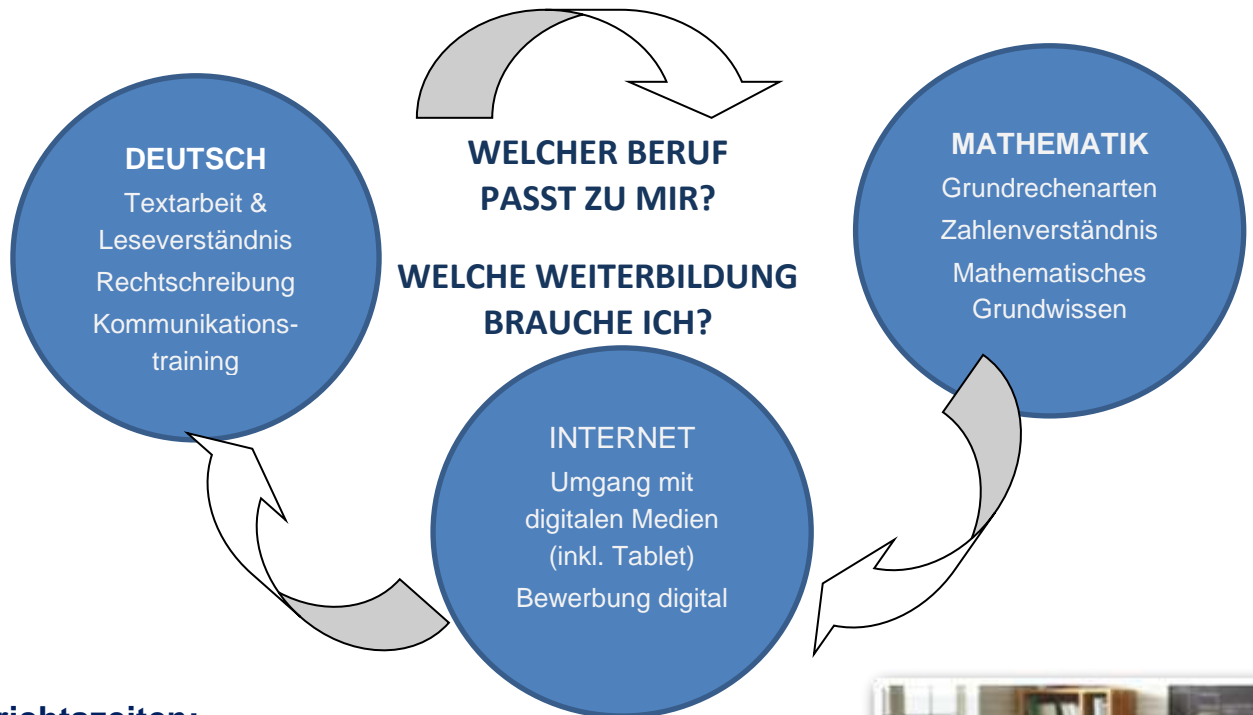 DEUTSCH
Textarbeit &
Leseverständnis
Rechtschreibung
Kommunikations-
training
WELCHER BERUF
PASST ZU MIR?
WELCHE WEITERBILDUNG
BRAUCHE ICH?
MATHEMATIK
Grundrechenarten
Zahlenverständnis
Mathematisches
Grundwissen
INTERNET
Umgang mit
digitalen Medien
(inkl. Tablet)
Bewerbung digital